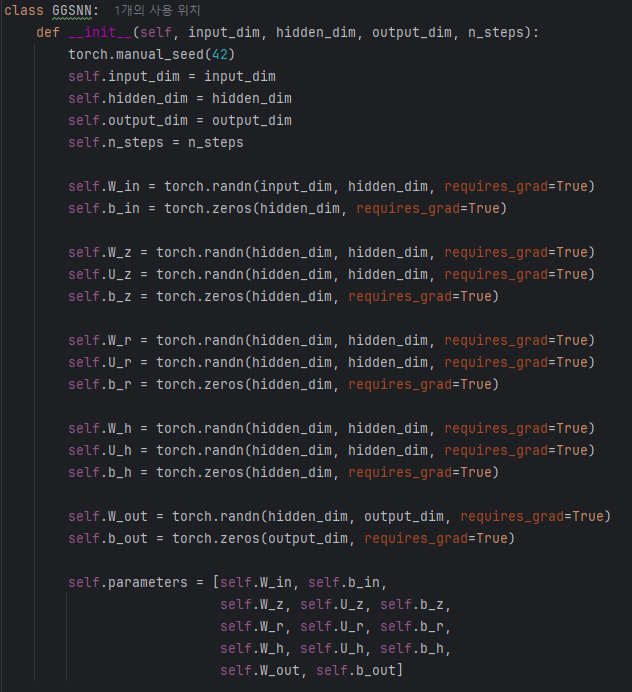 class GGSNN:  1개의 사용 위치
    def __init__(self, input_dim, hidden_dim, output_dim, n_steps):
        torch.manual_seed(42)
        self.input_dim = input_dim
        self.hidden_dim = hidden_dim
        self.output_dim = output_dim
        self.n_steps = n_steps

        self.W_in = torch.randn(input_dim, hidden_dim, requires_grad=True)
        self.b_in = torch.zeros(hidden_dim, requires_grad=True)

        self.W_z = torch.randn(hidden_dim, hidden_dim, requires_grad=True)
        self.U_z = torch.randn(hidden_dim, hidden_dim, requires_grad=True)
        self.b_z = torch.zeros(hidden_dim, requires_grad=True)

        self.W_r = torch.randn(hidden_dim, hidden_dim, requires_grad=True)
        self.U_r = torch.randn(hidden_dim, hidden_dim, requires_grad=True)
        self.b_r = torch.zeros(hidden_dim, requires_grad=True)

        self.W_h = torch.randn(hidden_dim, hidden_dim, requires_grad=True)
        self.U_h = torch.randn(hidden_dim, hidden_dim, requires_grad=True)
        self.b_h = torch.zeros(hidden_dim, requires_grad=True)

        self.W_out = torch.randn(hidden_dim, output_dim, requires_grad=True)
        self.b_out = torch.zeros(output_dim, requires_grad=True)

        self.parameters = [self.W_in, self.b_in,
                           self.W_z, self.U_z, self.b_z,
                           self.W_r, self.U_r, self.b_r,
                           self.W_h, self.U_h, self.b_h,
                           self.W_out, self.b_out]